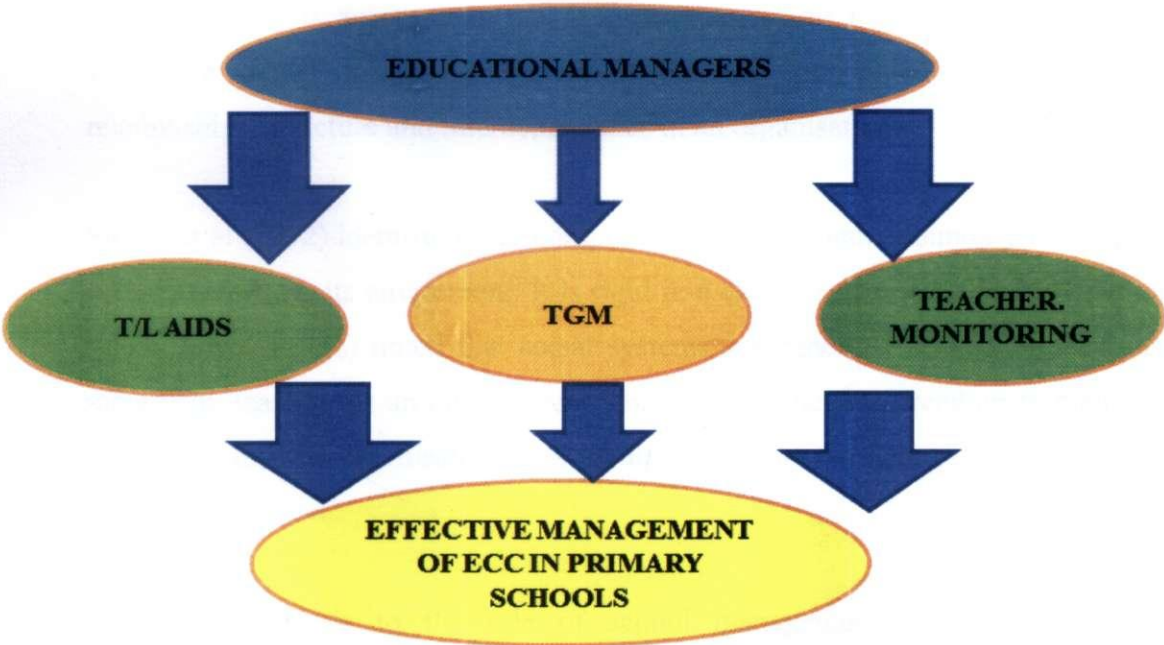 EDUCATIONAL MANAGERS
T/L AIDS
TGM
TEACHER.
MONITORING
EFFECTIVE MANAGEMENT
OF ECC IN PRIMARY
SCHOOLS